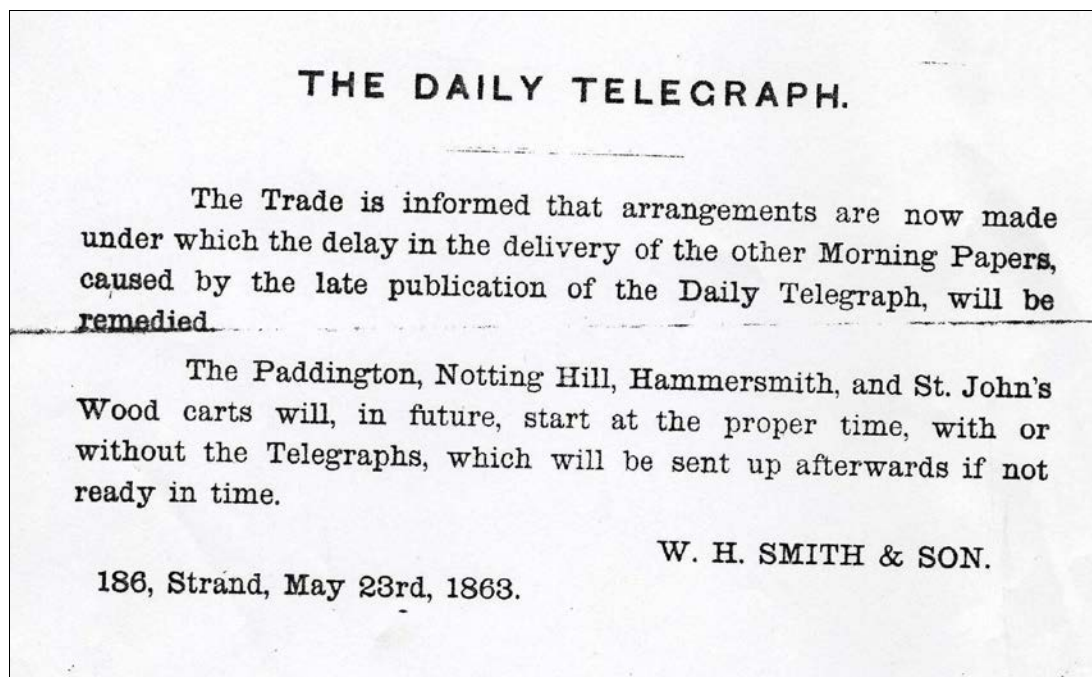 THE DAILY TELEGRAPH.
The Trade is informed that arrangements are now made
under which the delay in the delivery of the other Morning Papers,
caused by the late publication of the Daily Telegraph, will be
remedied.
The Paddington, Notting Hill, Hammersmith, and St. John's
Wood carts will, in future, start at the proper time, with or
without the Telegraphs, which will be sent up afterwards if not
ready in time.
W. H. SMITH & SON.
186, Strand, May 23rd, 1863.